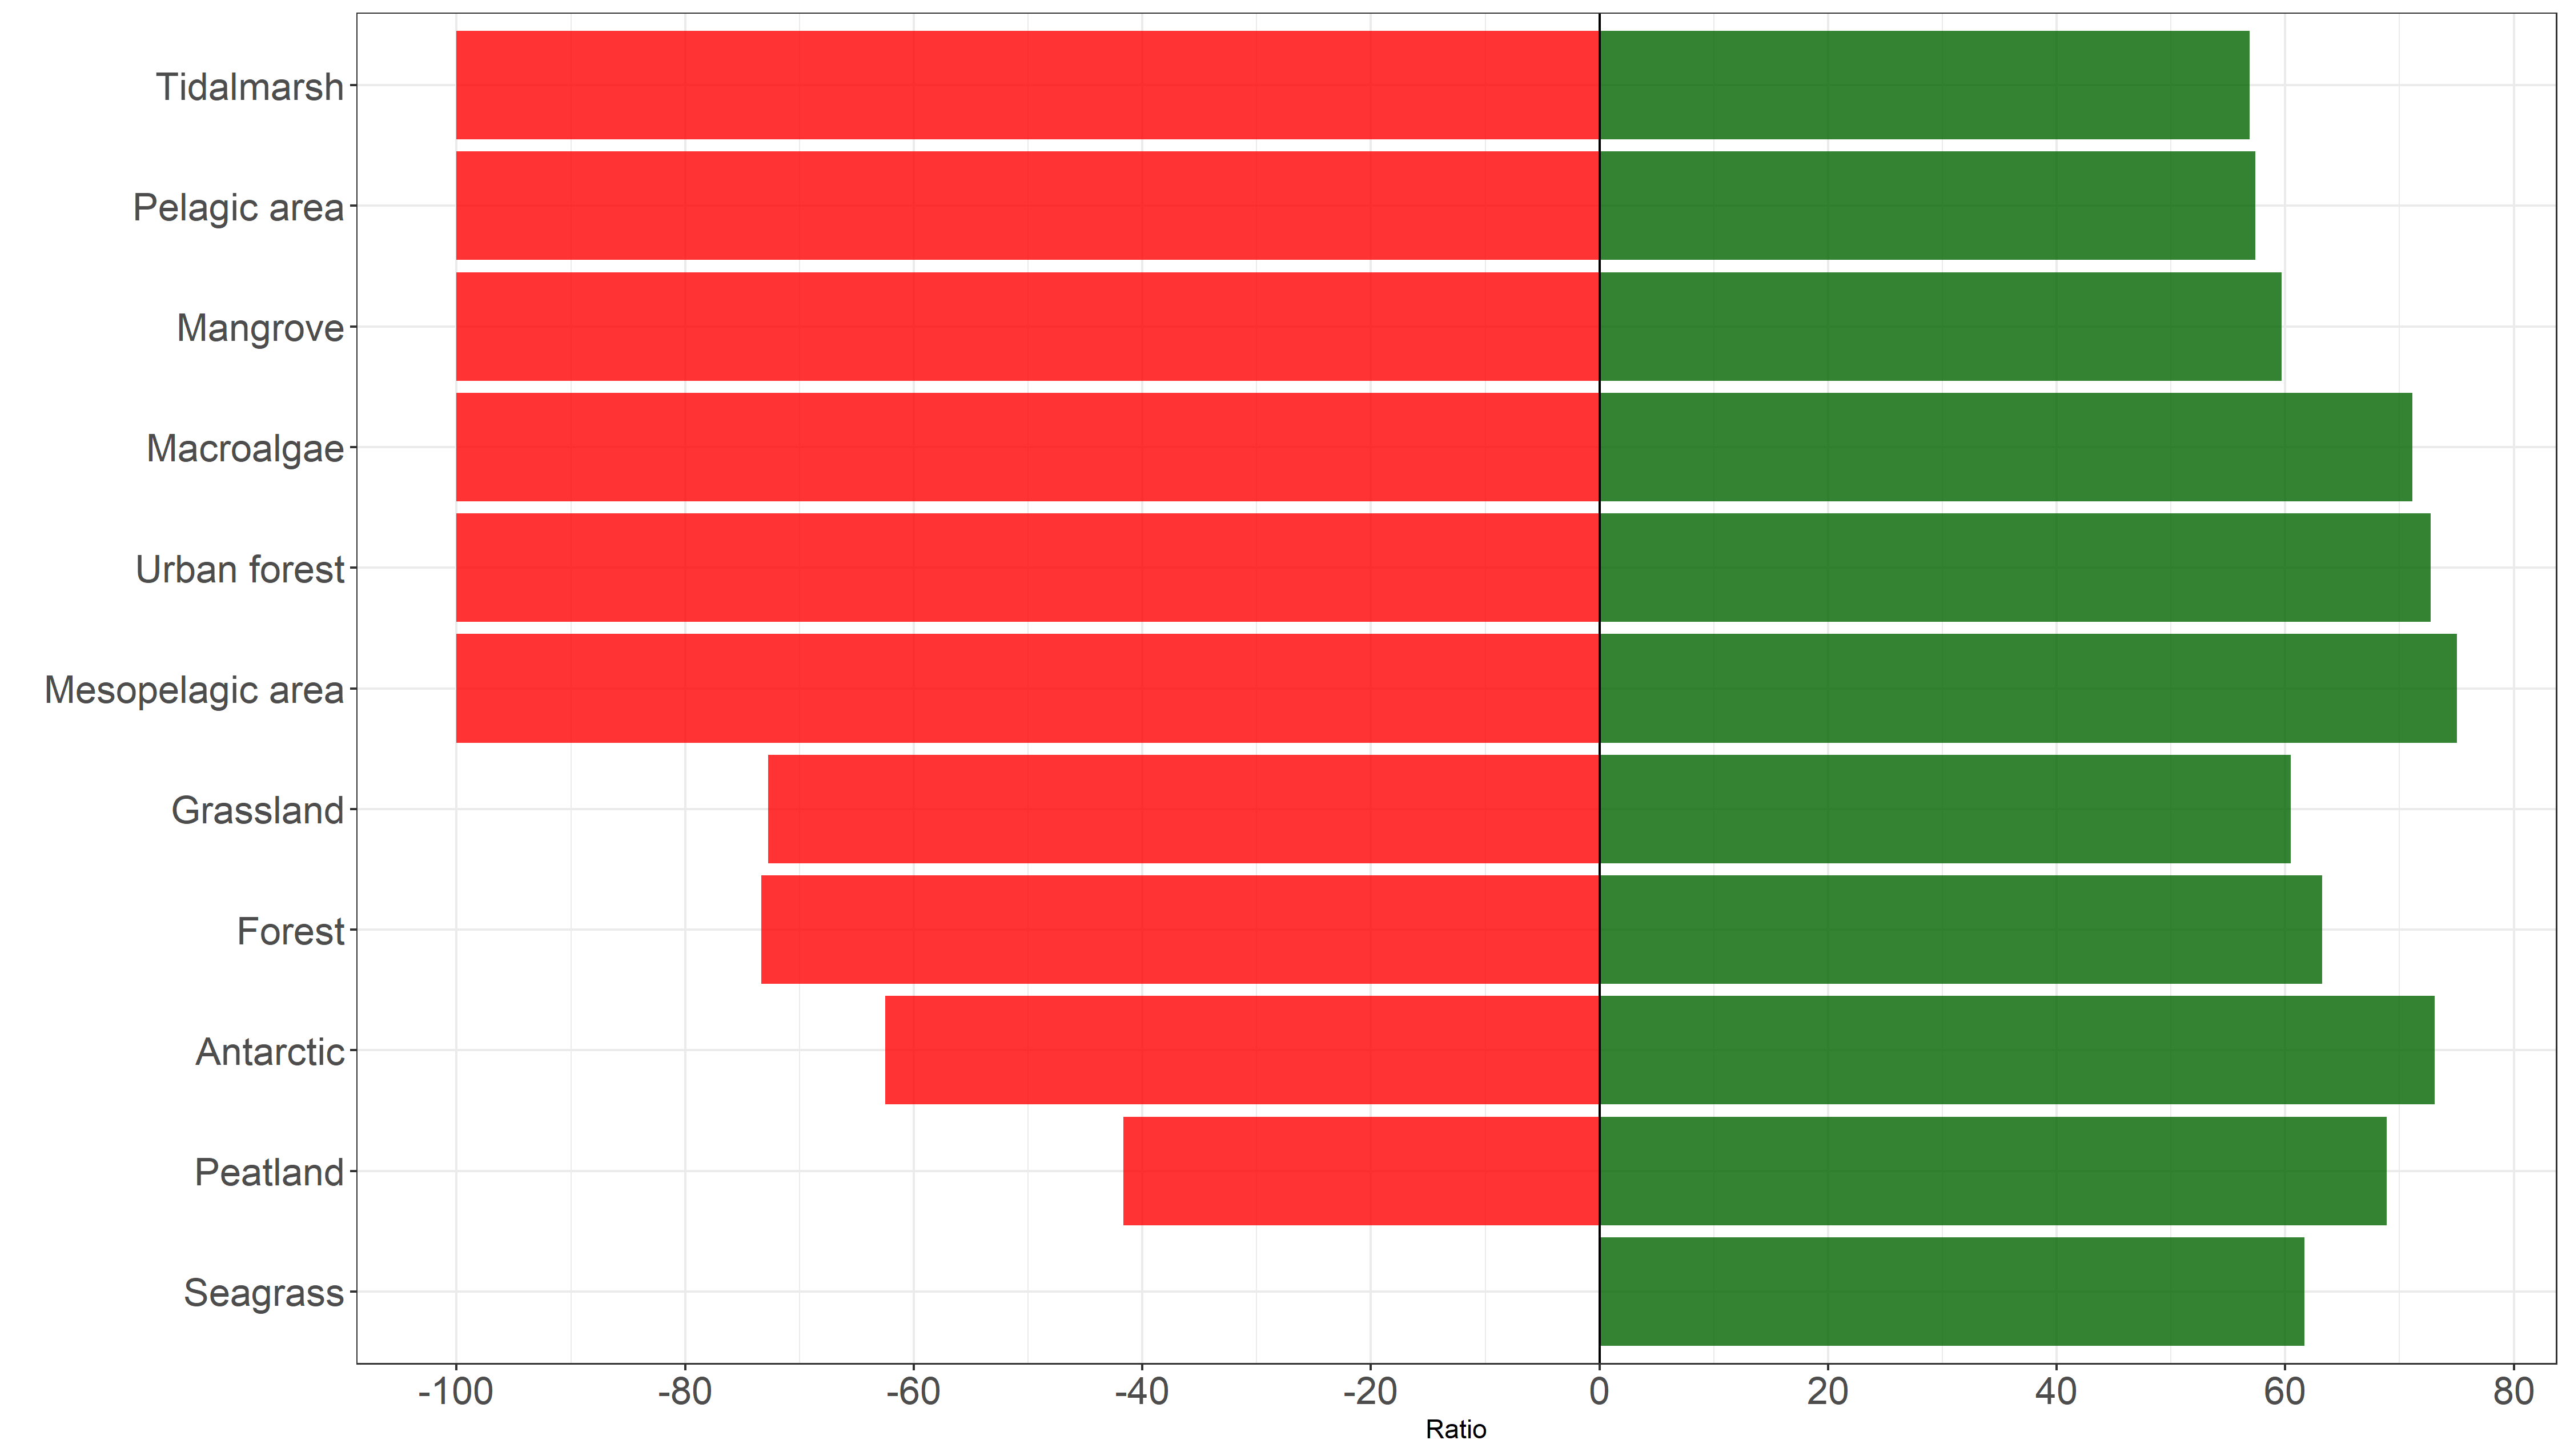 Tidalmarsh
Pelagic area
Mangrove
Macroalgae
Urban forest
Mesopelagic area
Grassland
Forest
Antarctic
Peatland
Seagrass
-100 -80 -60 -40 -20 0 20 40 60 80
Ratio